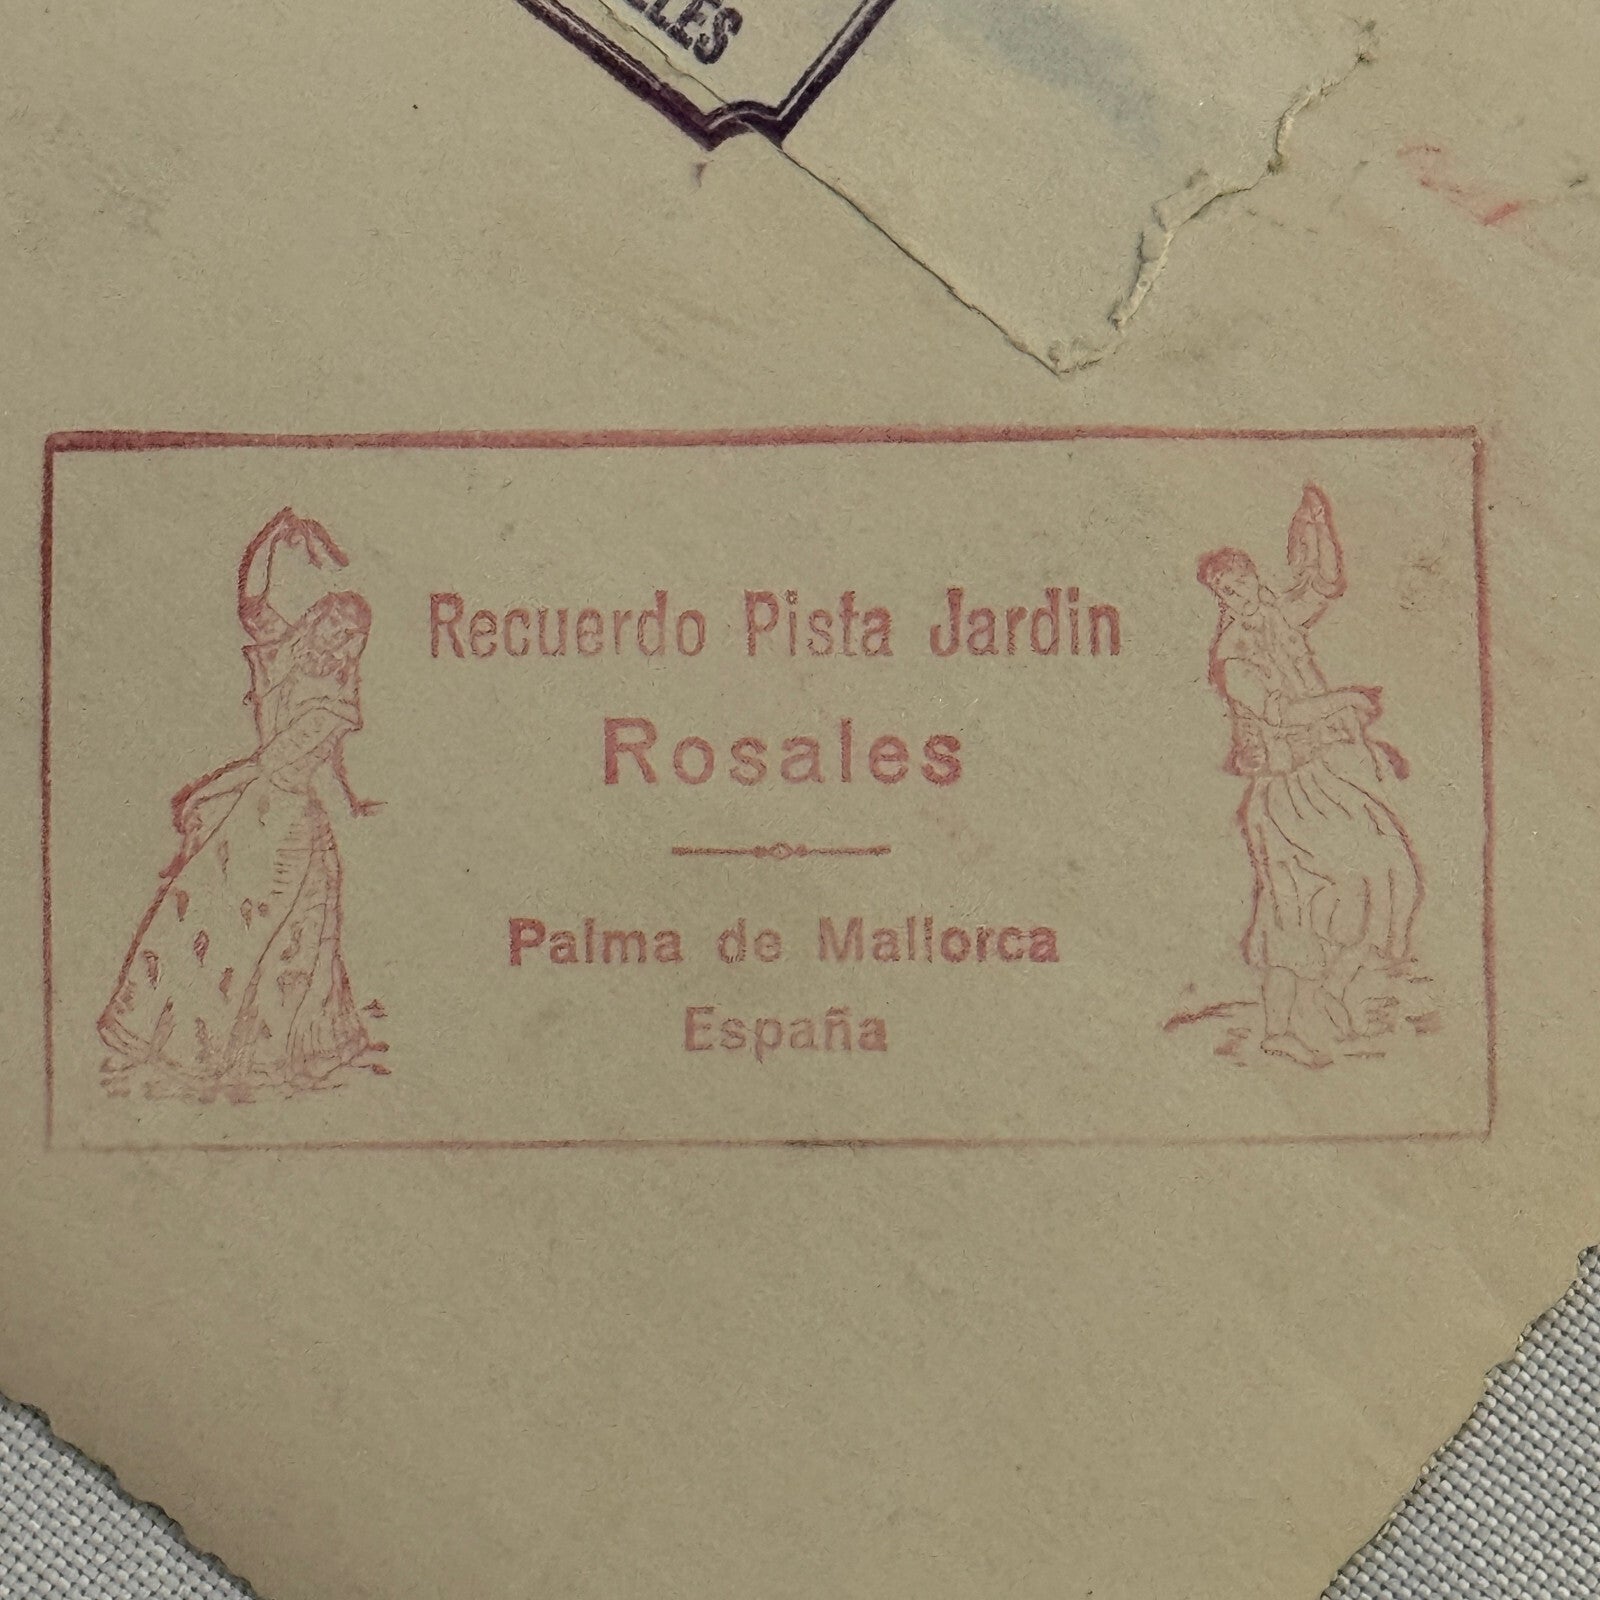 LLES
Recuerdo Pista Jardin
Rosales
Palma de Mallorca
España